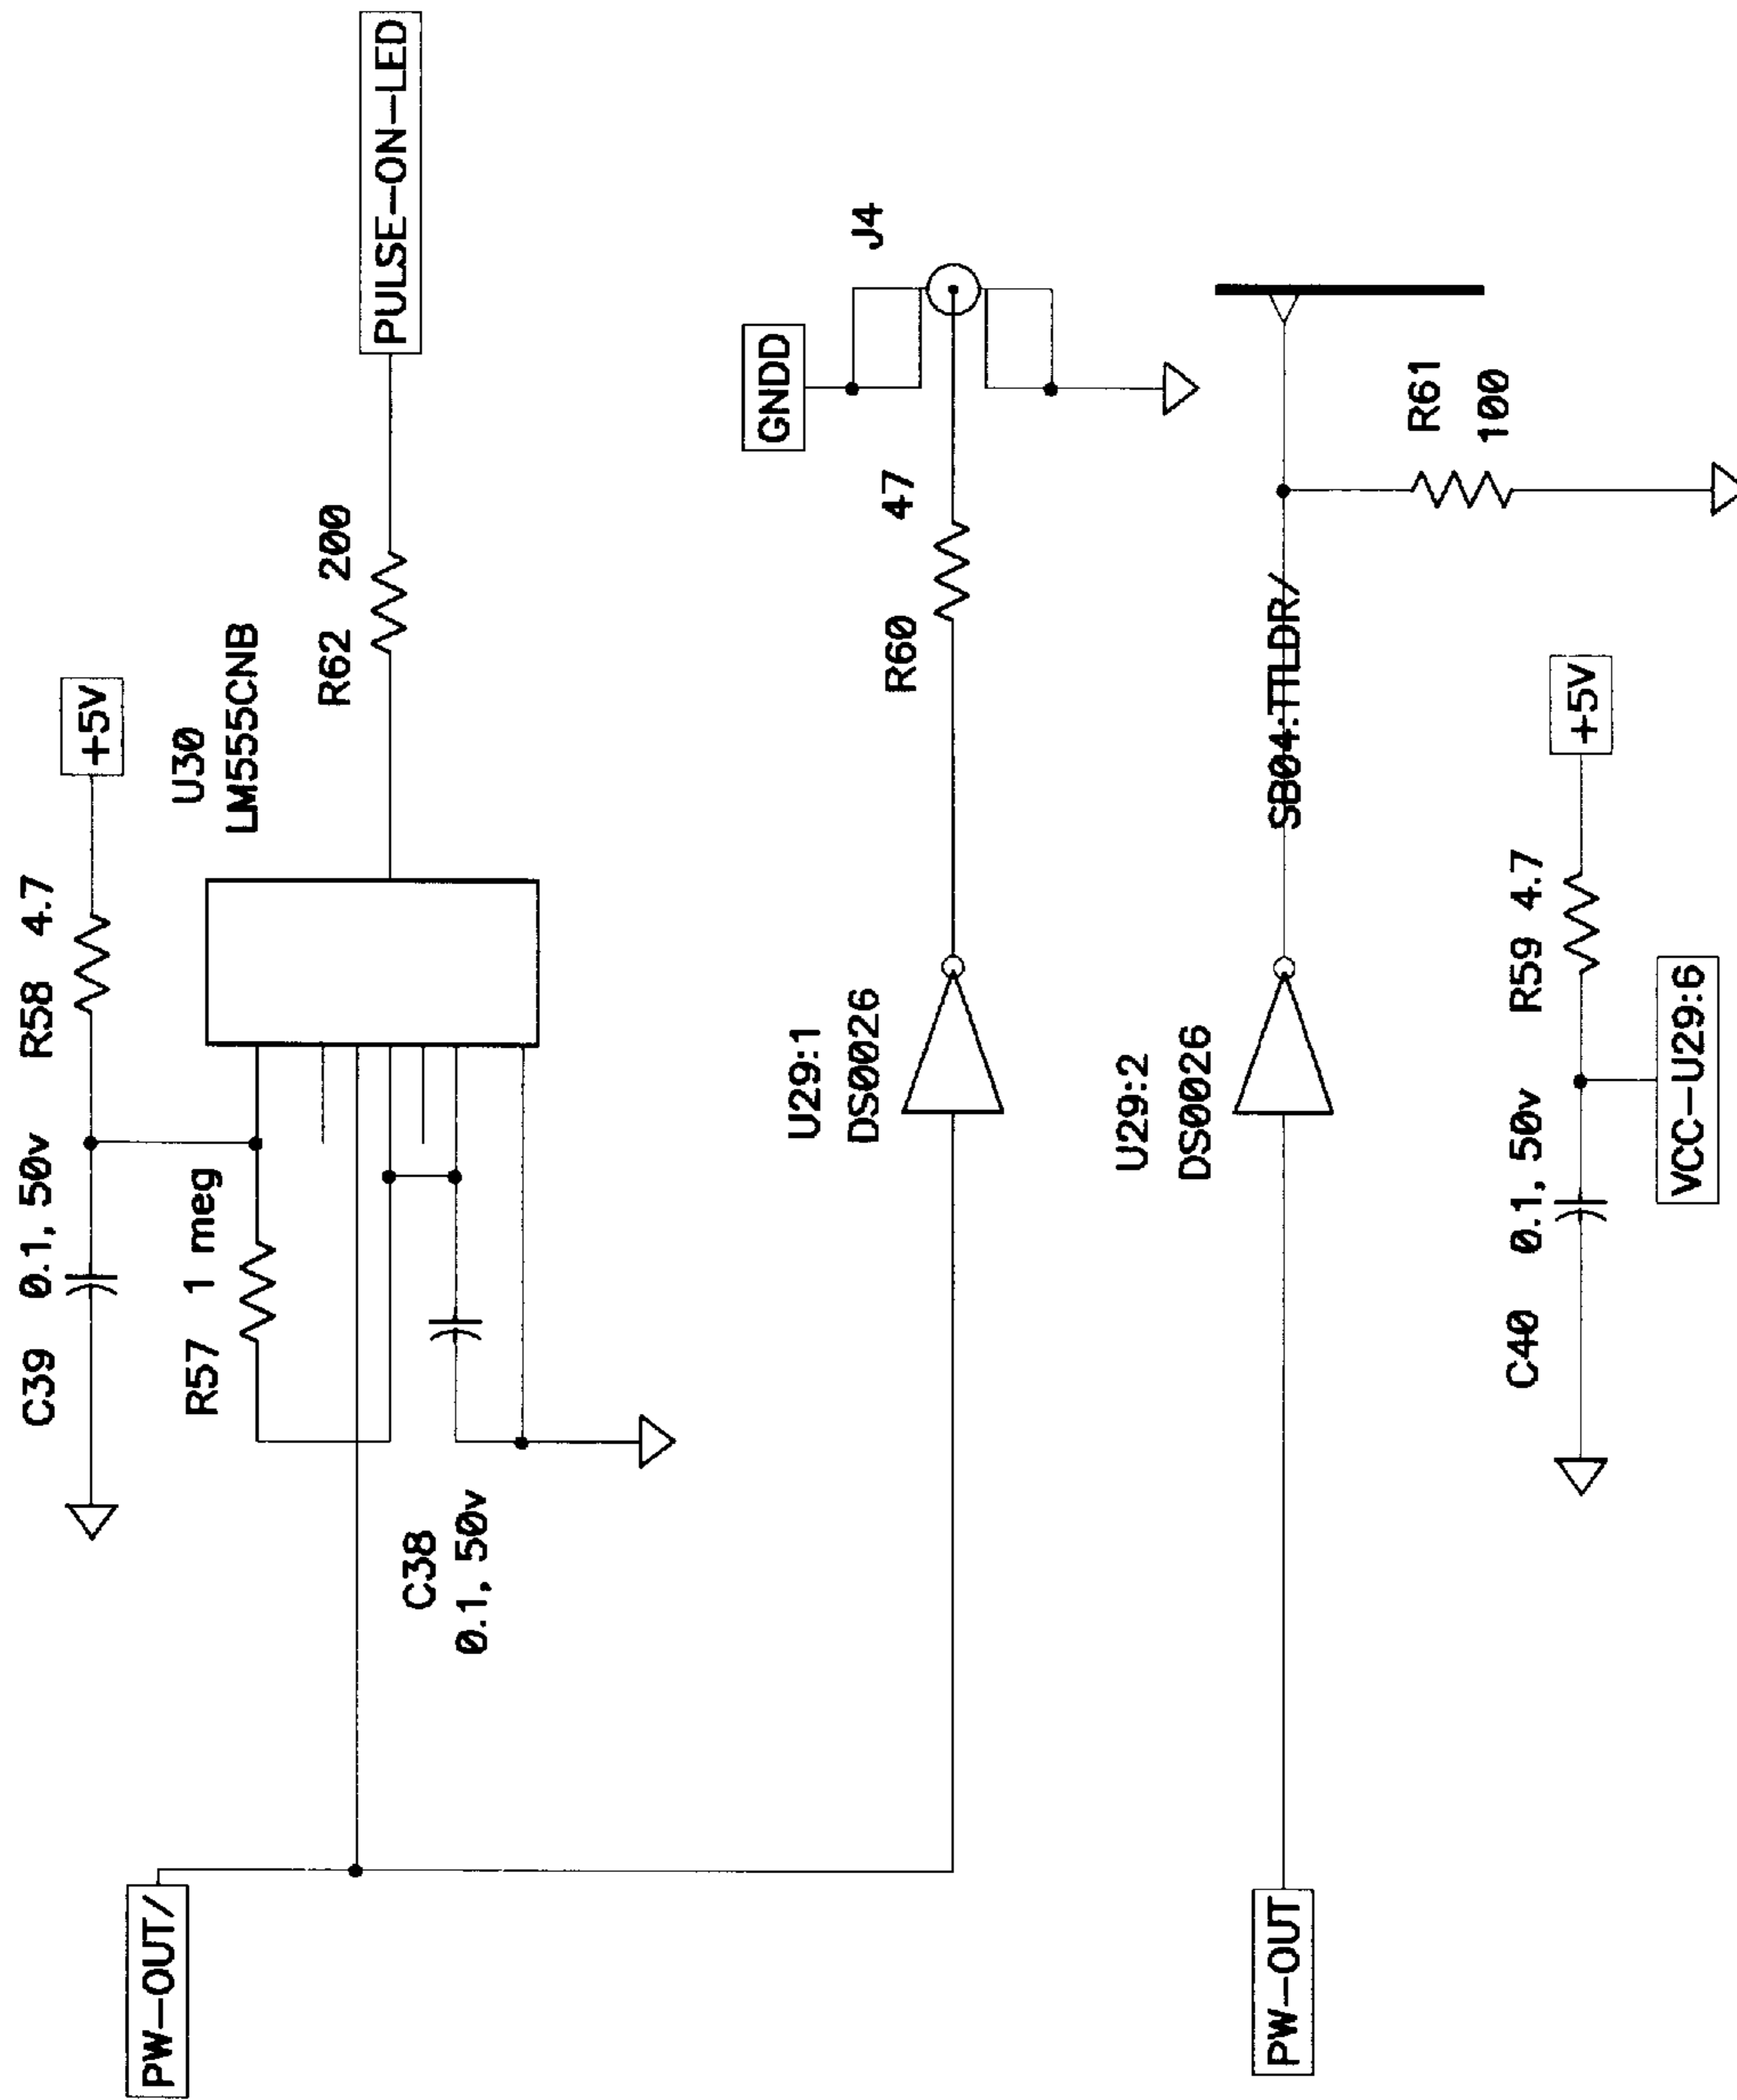 C39 0.1, 50v R58 4.7
+5V
R57 1 meg
U30
LM555CNB
R62 200
PULSE-ON-LED
PW-OUT/
C38
0.1, 50v
GNDD
J4
U29:1
DS0026
R60 47
U29:2
DS0026
PW-OUT
SB04:TTLDR/
R61
100
C40 0.1, 50v R59 4.7
+5V
VCC-U29:6